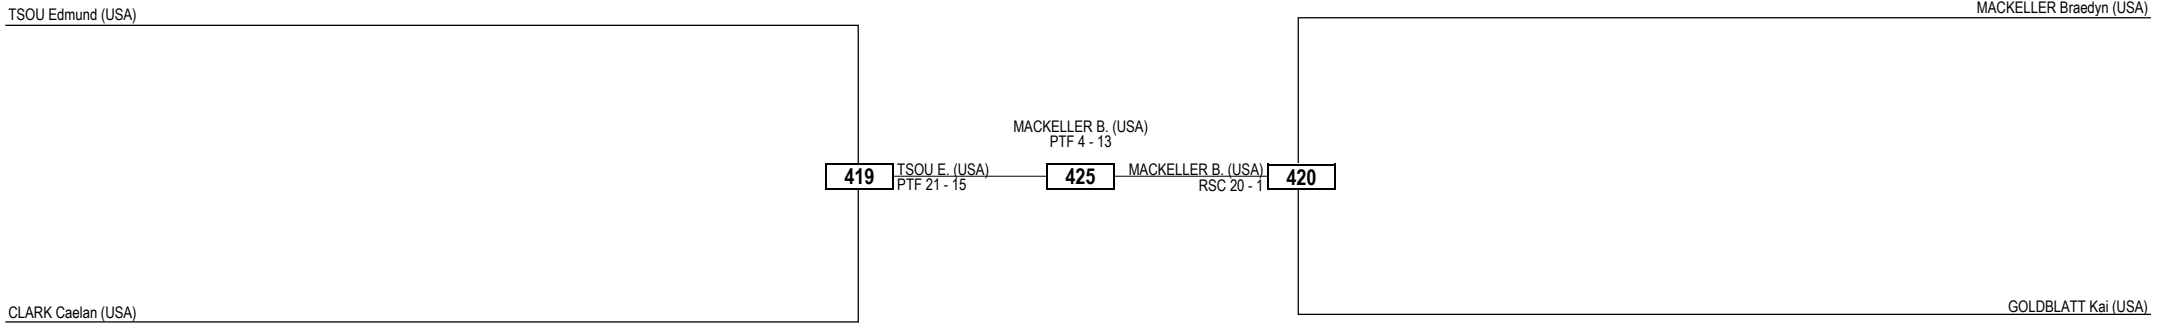 TSOU Edmund (USA)
MACKELLER Braedyn (USA)
MACKELLER B. (USA)
PTF 4 - 13
419
TSOU E. (USA)
PTF 21 - 15
425
MACKELLER B. (USA)
RSC 20 - 1
420
CLARK Caelan (USA)
GOLDBLATT Kai (USA)